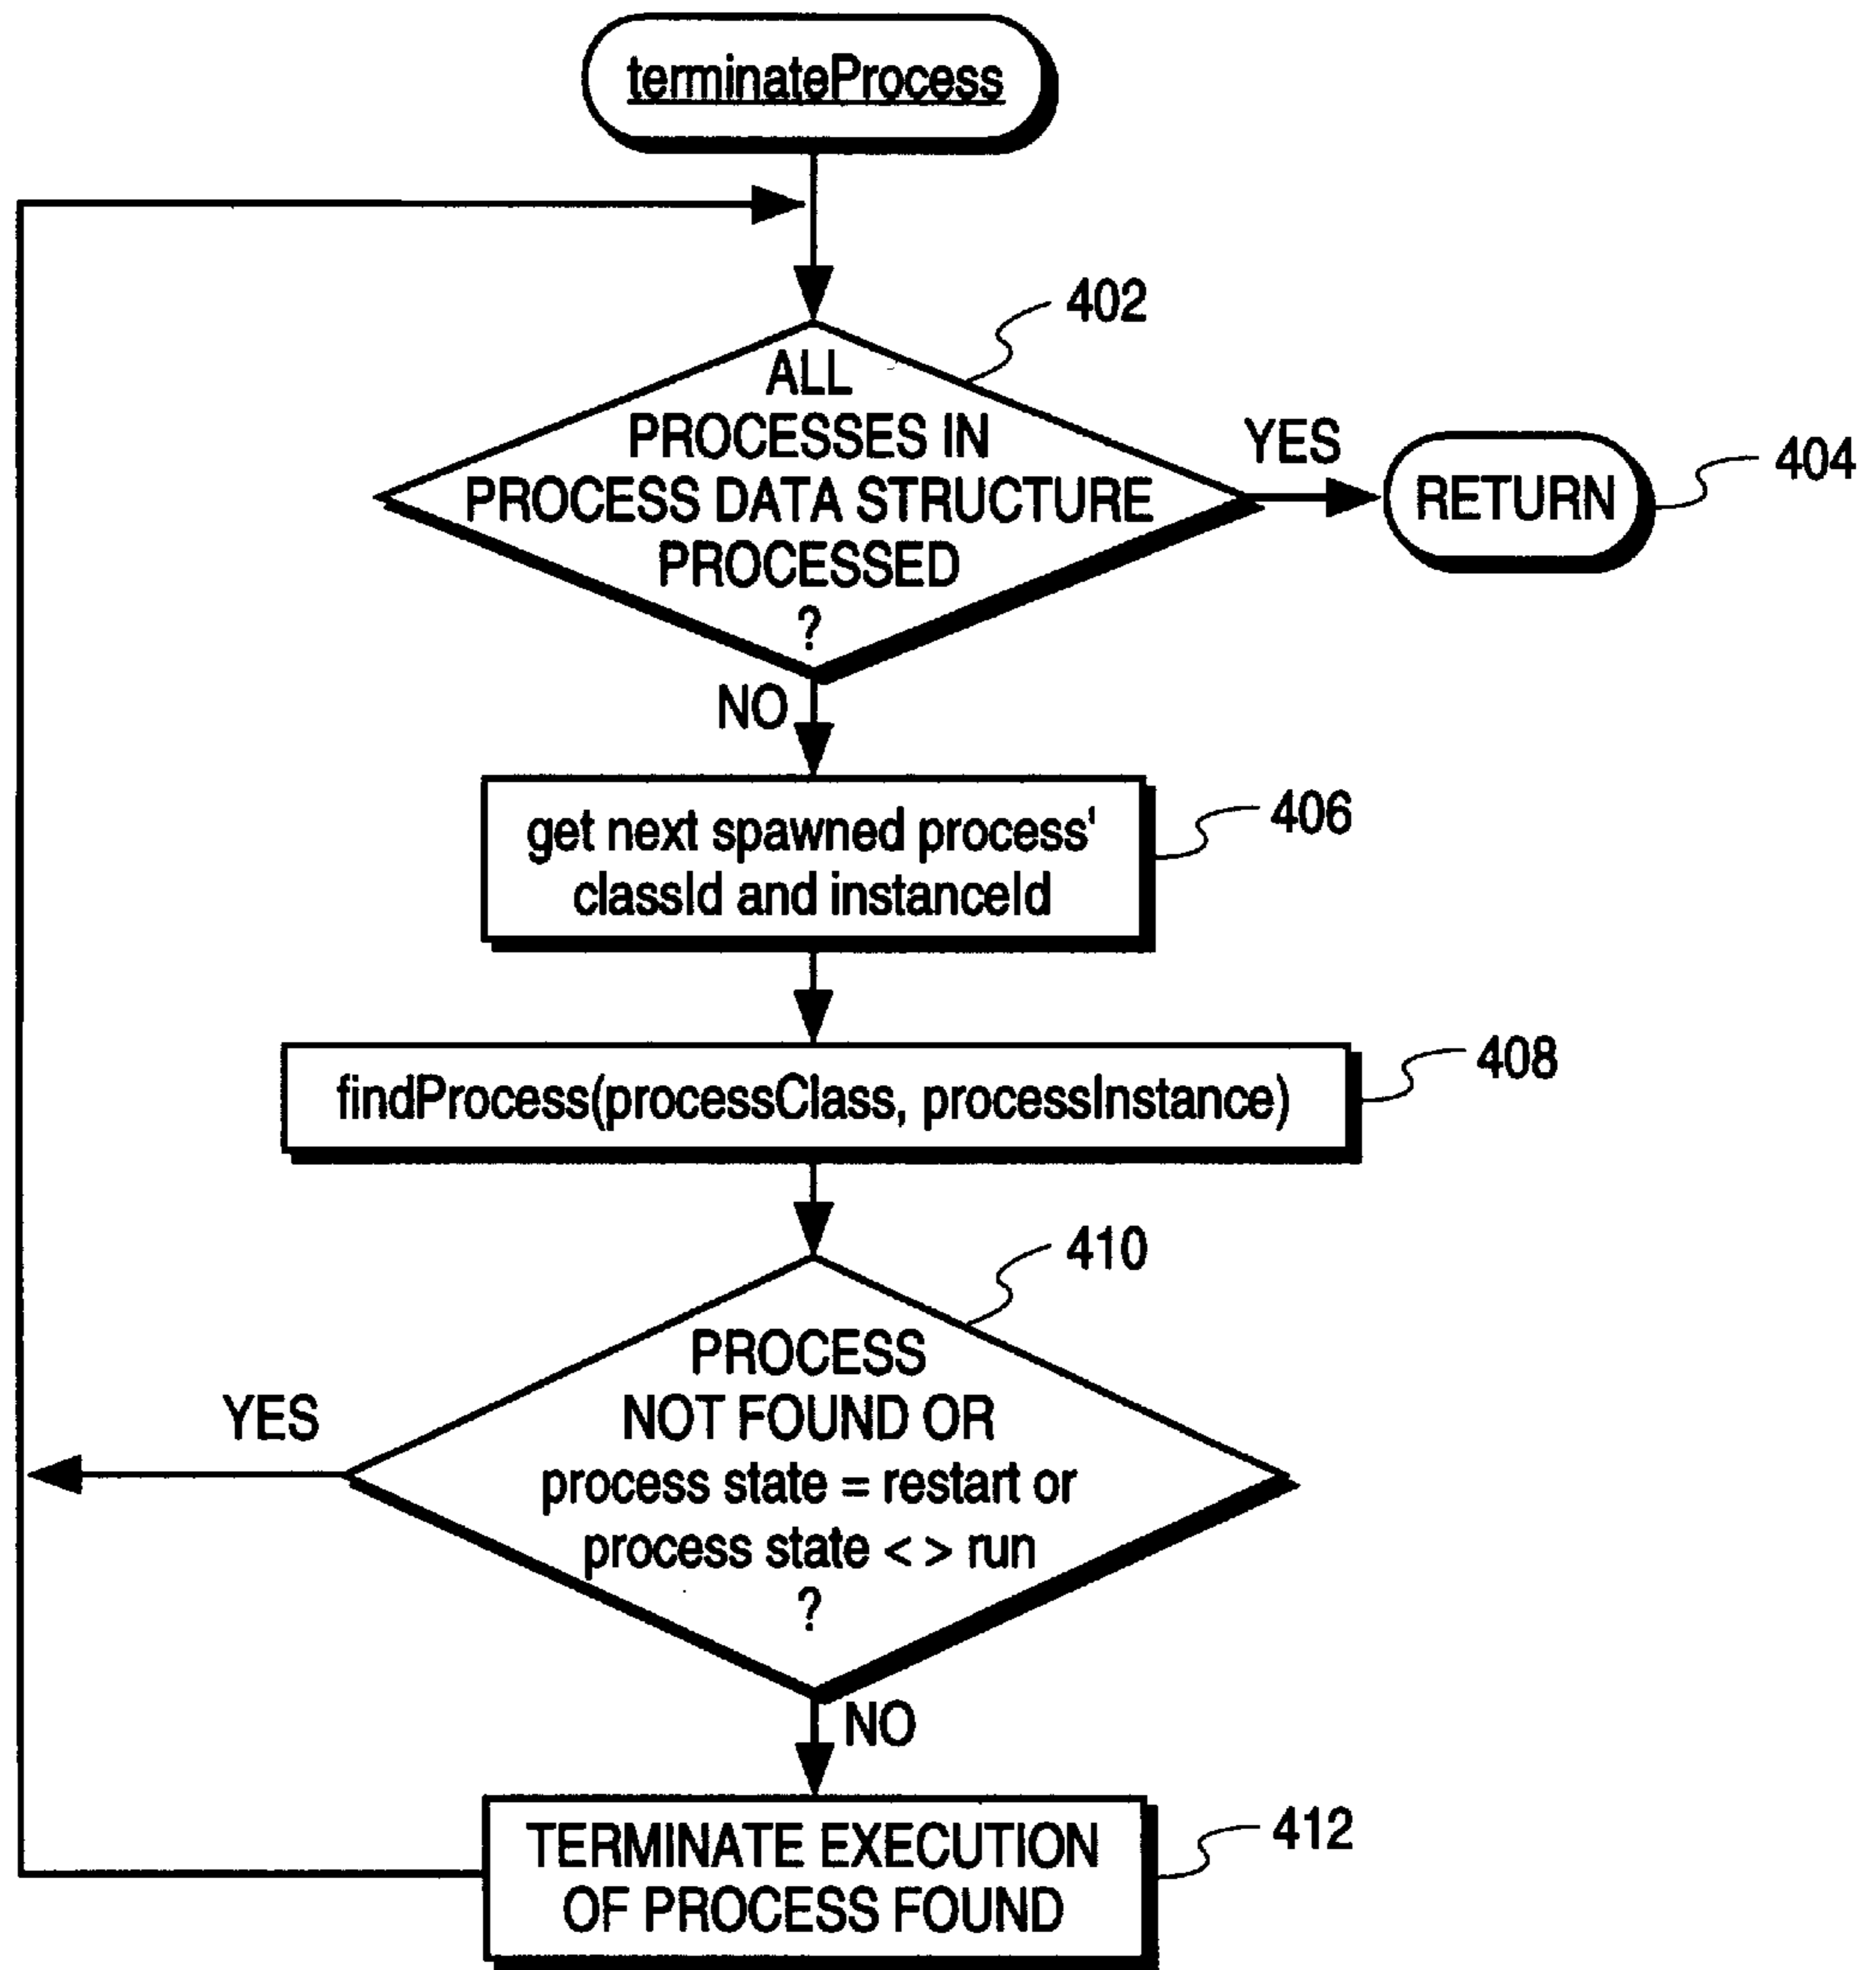 terminateProcess
402
ALL
PROCESSES IN
PROCESS DATA STRUCTURE
PROCESSED
?
YES
RETURN
404
NO
get next spawned process'
classId and instanceId
406
findProcess(processClass, processInstance)
408
410
PROCESS
NOT FOUND OR
process state = restart or
process state < > run
?
YES
NO
TERMINATE EXECUTION
OF PROCESS FOUND
412